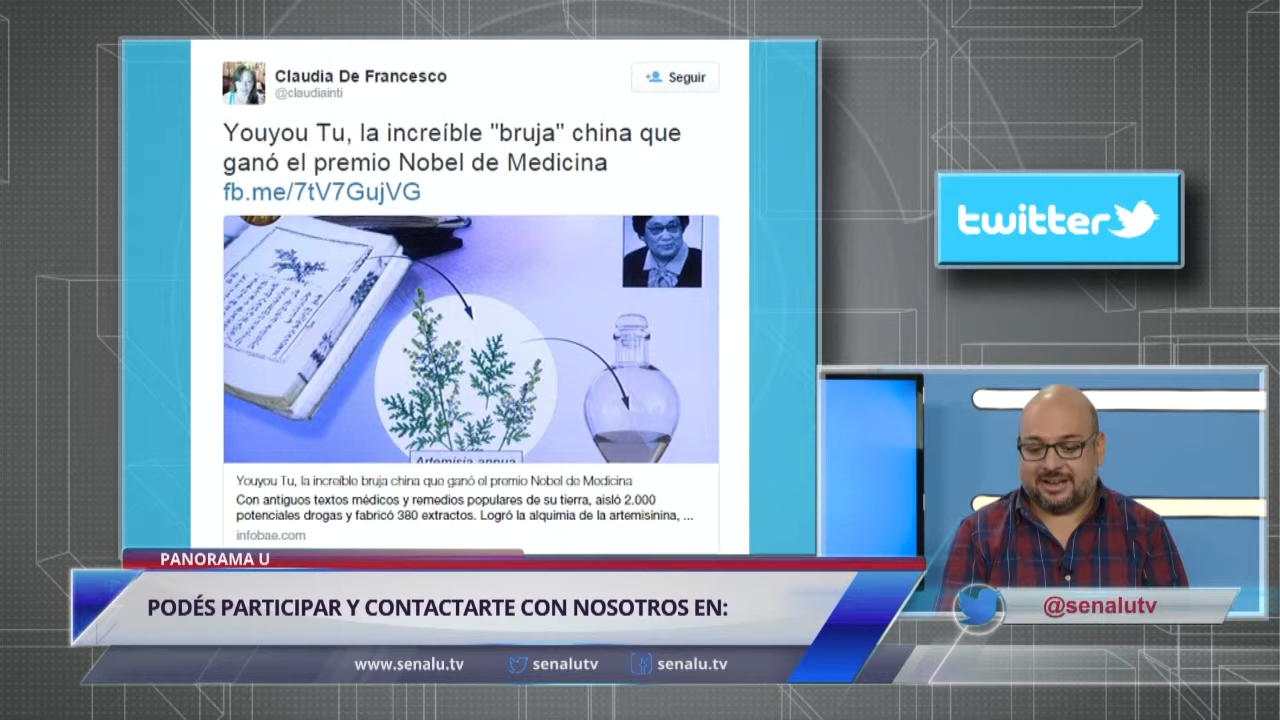 Claudia De Francesco
@claudiainti
Seguir
Youyou Tu, la increíble "bruja" china que
ganó el premio Nobel de Medicina
fb.me/7tV7GujVG
Artemisia annua
Youyou Tu, la increíble bruja china que ganó el premio Nobel de Medicina
Con antiguos textos médicos y remedios populares de su tierra, aisló 2.000
potenciales drogas y fabricó 380 extractos. Logró la alquimia de la artemisinina, ...
infobae.com
twitter
@senalutv
PANORAMA U
PODÉS PARTICIPAR Y CONTACTARTE CON NOSOTROS EN:
www.senalu.tv
senalutv
senalu.tv